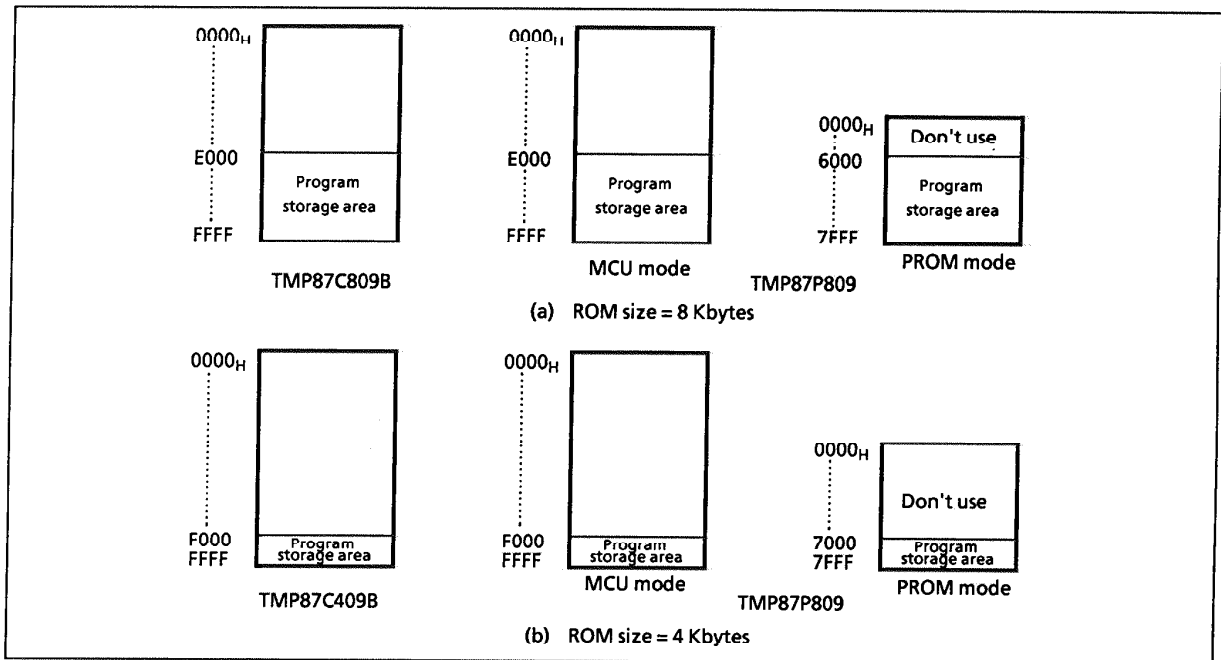 0000H
E000
FFFF
Program
storage area
TMP87C809B
0000H
E000
FFFF
Program
storage area
MCU mode
0000H
6000
7FFF
Don't use
Program
storage area
PROM mode
TMP87P809
(a) ROM size = 8 Kbytes
0000H
F000
FFFF
Program
storage area
TMP87C409B
0000H
F000
FFFF
Program
storage area
MCU mode
0000H
7000
7FFF
Don't use
Program
storage area
PROM mode
TMP87P809
(b) ROM size = 4 Kbytes